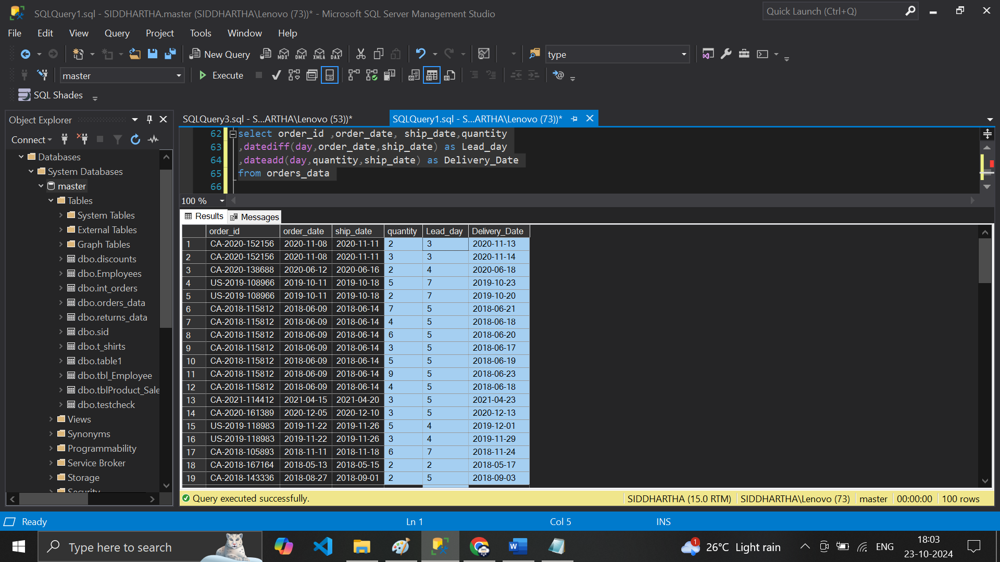 SQLQuery1.sql - SIDDHARTHA.master (SIDDHARTHA\Lenovo (73))* - Microsoft SQL Server Management Studio
Quick Launch (Ctrl+Q)
File Edit View Query Project Tools Window Help
New Query MDX DMX XMLA DAX type
master Execute
SQL Shades
Object Explorer
Connect
Databases
System Databases
master
Tables
System Tables
External Tables
Graph Tables
dbo.discounts
dbo.Employees
dbo.int_orders
dbo.orders_data
dbo.returns_data
dbo.sid
dbo.t_shirts
dbo.table1
dbo.tbl_Employee
dbo.tblProduct_Sale
dbo.testcheck
Views
Synonyms
Programmability
Service Broker
Storage
Security
SQLQuery3.sql - S...ARTHA\Lenovo (53))* SQLQuery1.sql - S...ARTHA\Lenovo (73))*
62 select order_id ,order_date, ship_date,quantity
63 ,datediff(day,order_date,ship_date) as Lead_day
64 ,dateadd(day,quantity,ship_date) as Delivery_Date
65 from orders_data
66
100 %
Results Messages
order_id order_date ship_date quantity Lead_day Delivery_Date
1 CA-2020-152156 2020-11-08 2020-11-11 2 3 2020-11-13
2 CA-2020-152156 2020-11-08 2020-11-11 3 3 2020-11-14
3 CA-2020-138688 2020-06-12 2020-06-16 2 4 2020-06-18
4 US-2019-108966 2019-10-11 2019-10-18 5 7 2019-10-23
5 US-2019-108966 2019-10-11 2019-10-18 2 7 2019-10-20
6 CA-2018-115812 2018-06-09 2018-06-14 7 5 2018-06-21
7 CA-2018-115812 2018-06-09 2018-06-14 4 5 2018-06-18
8 CA-2018-115812 2018-06-09 2018-06-14 6 5 2018-06-20
9 CA-2018-115812 2018-06-09 2018-06-14 3 5 2018-06-17
10 CA-2018-115812 2018-06-09 2018-06-14 5 5 2018-06-19
11 CA-2018-115812 2018-06-09 2018-06-14 9 5 2018-06-23
12 CA-2018-115812 2018-06-09 2018-06-14 4 5 2018-06-18
13 CA-2021-114412 2021-04-15 2021-04-20 3 5 2021-04-23
14 CA-2020-161389 2020-12-05 2020-12-10 3 5 2020-12-13
15 US-2019-118983 2019-11-22 2019-11-26 5 4 2019-12-01
16 US-2019-118983 2019-11-22 2019-11-26 3 4 2019-11-29
17 CA-2018-105893 2018-11-11 2018-11-18 6 7 2018-11-24
18 CA-2018-167164 2018-05-13 2018-05-15 2 2 2018-05-17
19 CA-2018-143336 2018-08-27 2018-09-01 2 5 2018-09-03
Query executed successfully. SIDDHARTHA (15.0 RTM) SIDDHARTHA\Lenovo (73) master 00:00:00 100 rows
Ready Ln 1 Col 5 INS
Type here to search
1 26°C Light rain ENG
18:03
23-10-2024